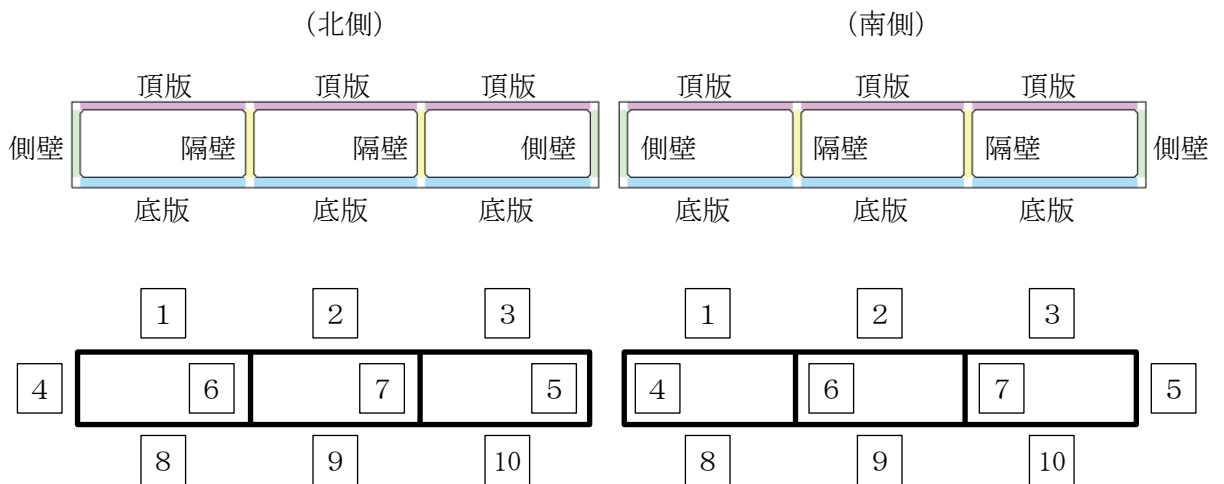 (北側) (南側)
頂版 頂版 頂版 頂版 頂版 頂版
側壁 隔壁 隔壁 側壁 側壁 隔壁 隔壁 側壁
底版 底版 底版 底版 底版 底版
1 2 3 1 2 3
4 6 7 5 4 6 7 5
8 9 10 8 9 10